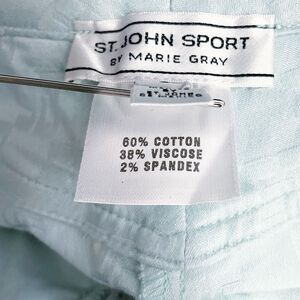 ST. JOHN SPORT
BY MARIE GRAY
60% COTTON
38% VISCOSE
2% SPANDEX